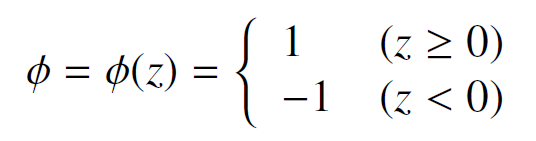 ϕ = ϕ(z) = { 1 (z ≥ 0)
−1 (z < 0)